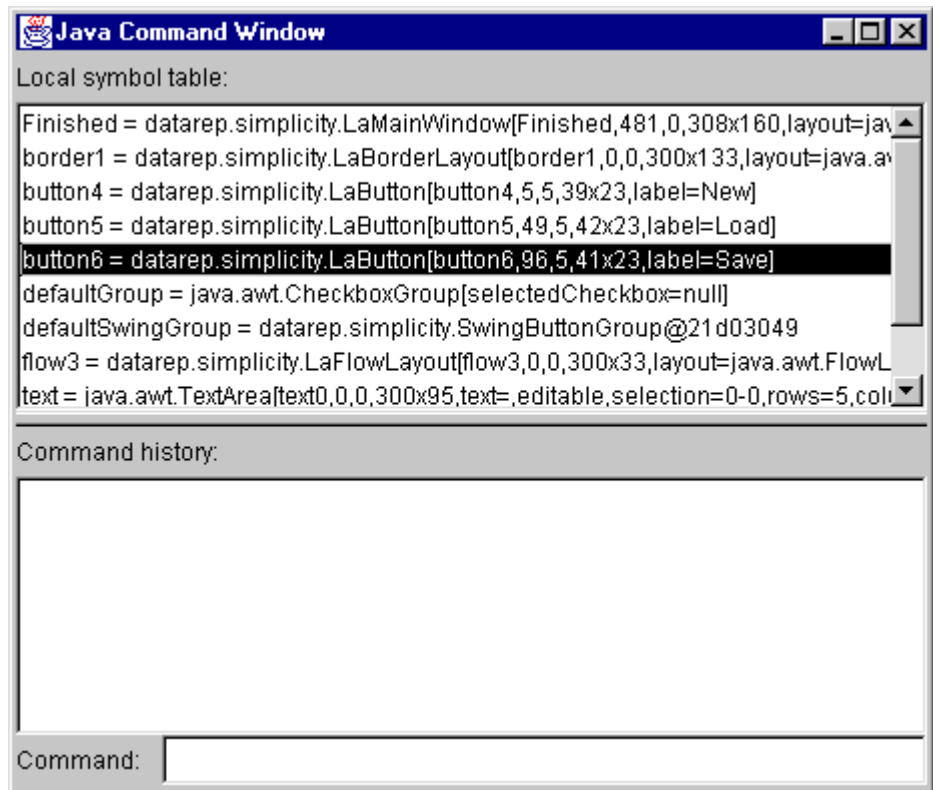 Java Command Window
Local symbol table:
Finished = datarep.simplicity.LaMainWindow[Finished,481,0,308x160,layout=jav
border1 = datarep.simplicity.LaBorderLayout[border1,0,0,300x133,layout=java.av
button4 = datarep.simplicity.LaButton[button4,5,5,39x23,label=New]
button5 = datarep.simplicity.LaButton[button5,49,5,42x23,label=Load]
button6 = datarep.simplicity.LaButton[button6,96,5,41x23,label=Save]
defaultGroup = java.awt.CheckboxGroup[selectedCheckbox=null]
defaultSwingGroup = datarep.simplicity.SwingButtonGroup@21d03049
flow3 = datarep.simplicity.LaFlowLayout[flow3,0,0,300x33,layout=java.awt.FlowL
text = java.awt.TextArea[text0,0,0,300x95,text=,editable,selection=0-0,rows=5,colu
Command history:
Command: